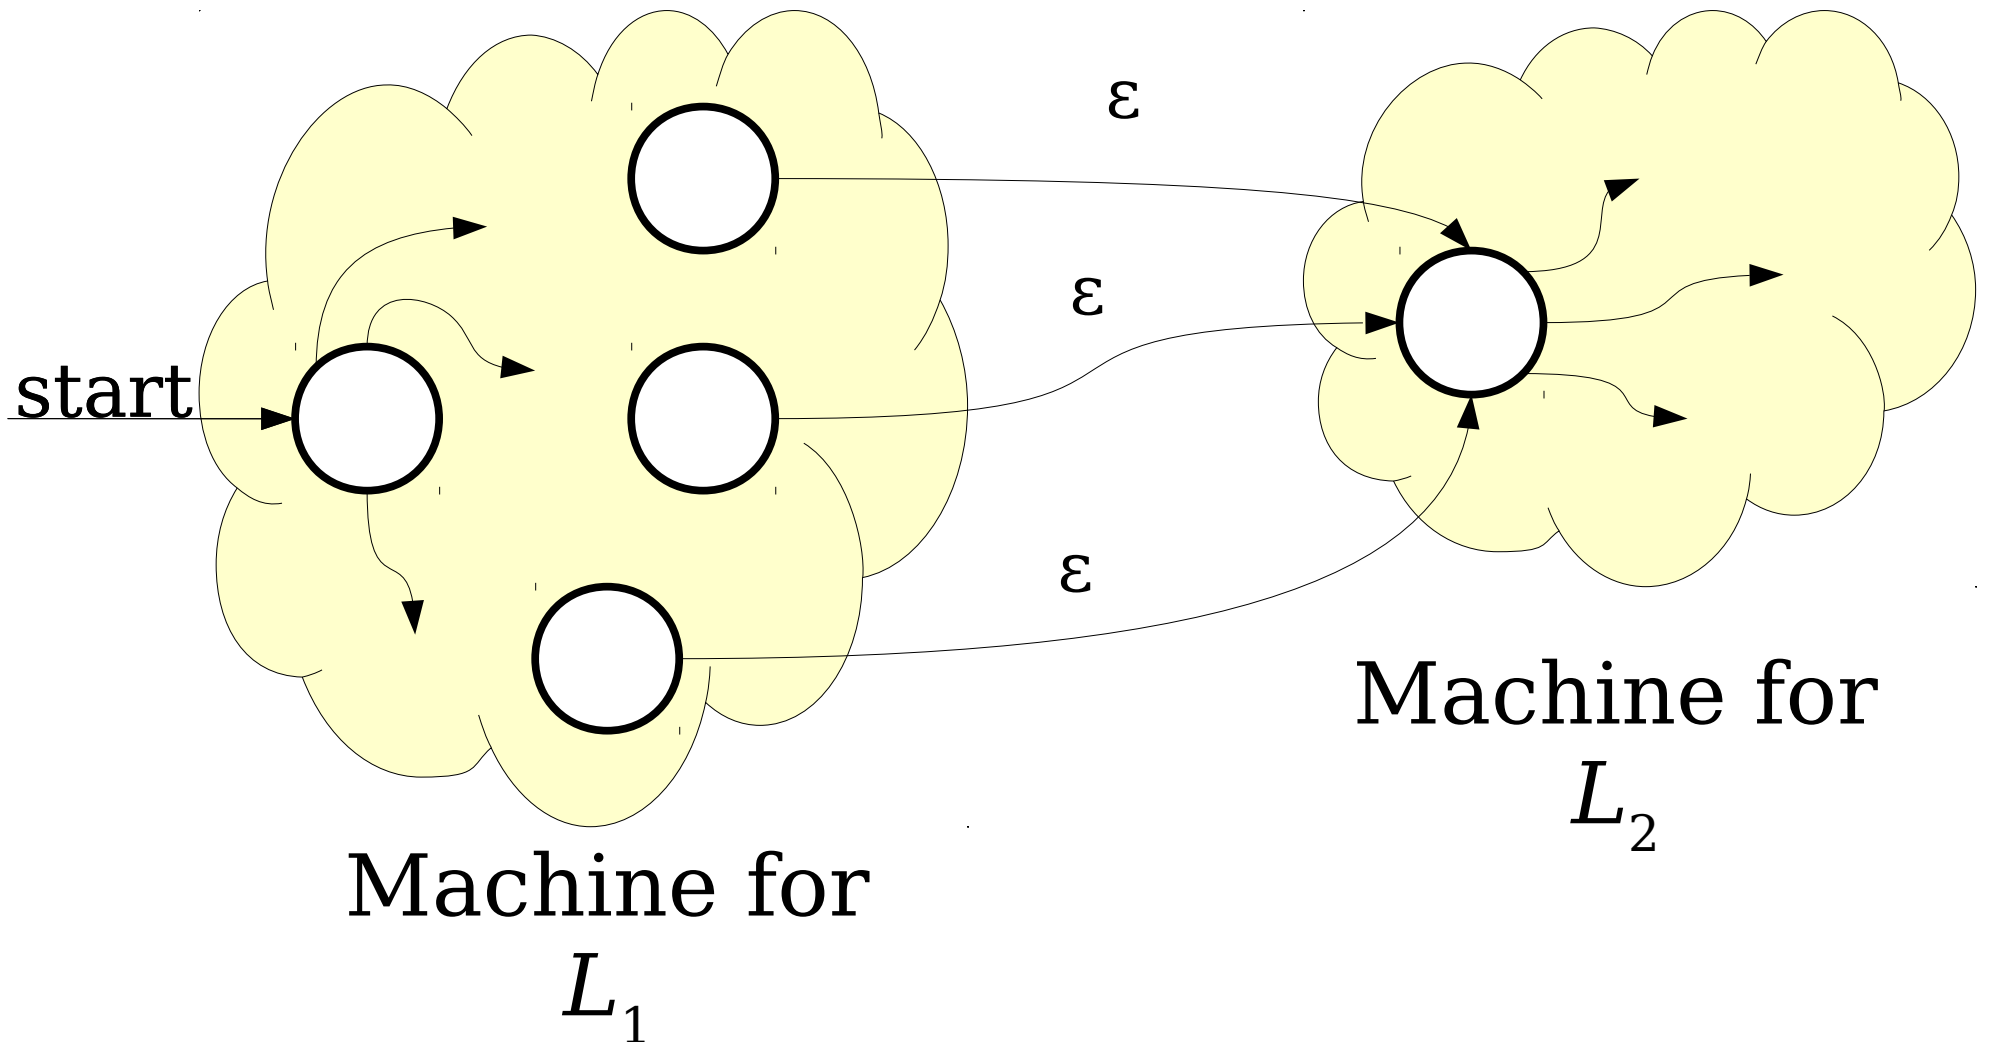 ε
ε
start
ε
Machine for
L₂
Machine for
L₁